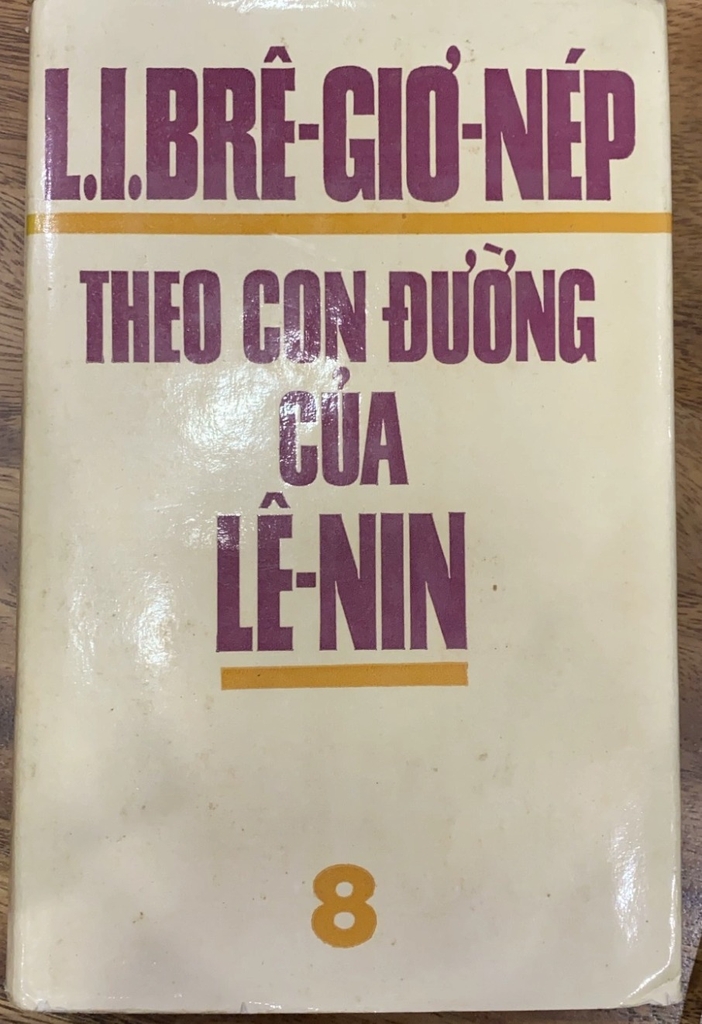 L.I.BRÊ-GIƠ-NÉP
THEO CON ĐƯỜNG
CỦA
LÊ-NIN
8